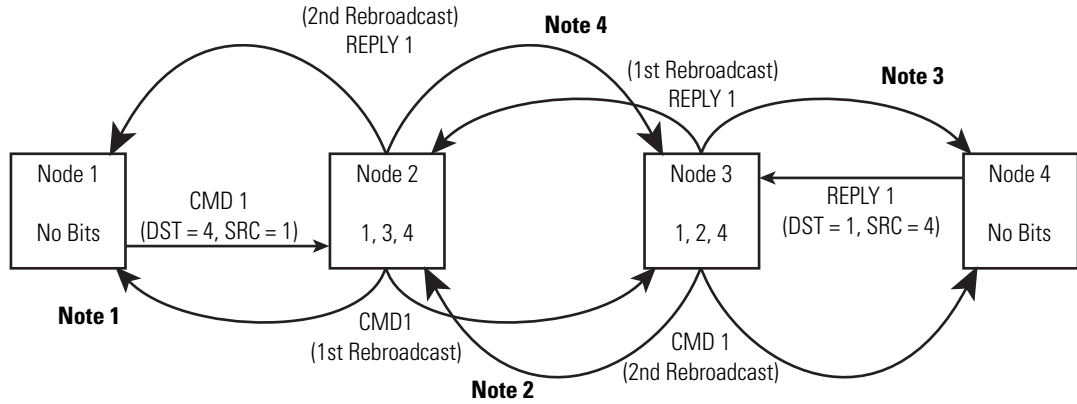 (2nd Rebroadcast)
REPLY 1
Note 4
(1st Rebroadcast)
REPLY 1
Note 3
Node 1
No Bits
CMD 1
(DST = 4, SRC = 1)
Node 2
1, 3, 4
Node 3
1, 2, 4
REPLY 1
(DST = 1, SRC = 4)
Node 4
No Bits
Note 1
CMD1
(1st Rebroadcast)
Note 2
CMD 1
(2nd Rebroadcast)